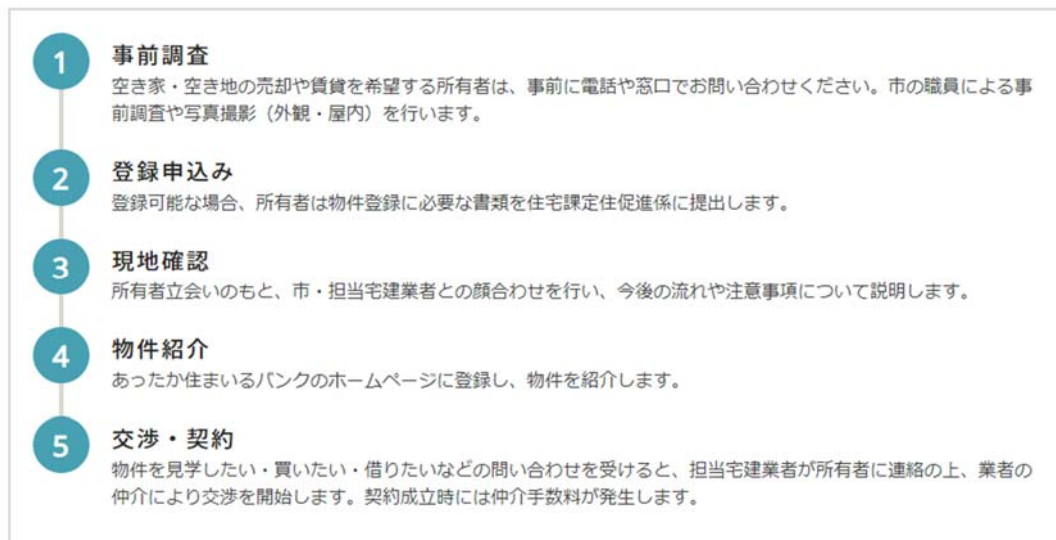 1
事前調査
空き家・空き地の売却や賃貸を希望する所有者は、事前に電話や窓口でお問い合わせください。市の職員による事
前調査や写真撮影（外観・屋内）を行います。
2
登録申込み
登録可能な場合、所有者は物件登録に必要な書類を住宅課定住促進係に提出します。
3
現地確認
所有者立会いのもと、市・担当宅建業者との顔合わせを行い、今後の流れや注意事項について説明します。
4
物件紹介
あったか住まいるバンクのホームページに登録し、物件を紹介します。
5
交渉・契約
物件を見学したい・買いたい・借りたいなどの問い合わせを受けると、担当宅建業者が所有者に連絡の上、業者の
仲介により交渉を開始します。契約成立時には仲介手数料が発生します。